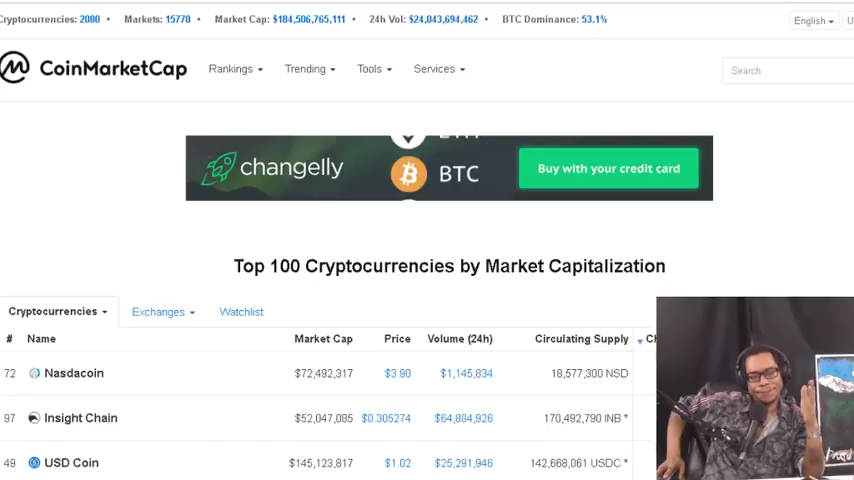 Cryptocurrencies: 2080 • Markets: 15770 • Market Cap: $184,506,765,111 • 24h Vol: $24,043,694,462 • BTC Dominance: 53.1%
English
CoinMarketCap Rankings Trending Tools Services Search
changelly BTC Buy with your credit card
Top 100 Cryptocurrencies by Market Capitalization
Cryptocurrencies Exchanges Watchlist
# Name Market Cap Price Volume (24h) Circulating Supply
72 Nasdacoin $72,492,317 $3.90 $1,145,834 18,577,300 NSD
97 Insight Chain $52,047,085 $0.305274 $64,884,926 170,492,790 INB *
49 USD Coin $145,123,817 $1.02 $25,291,946 142,668,061 USDC *